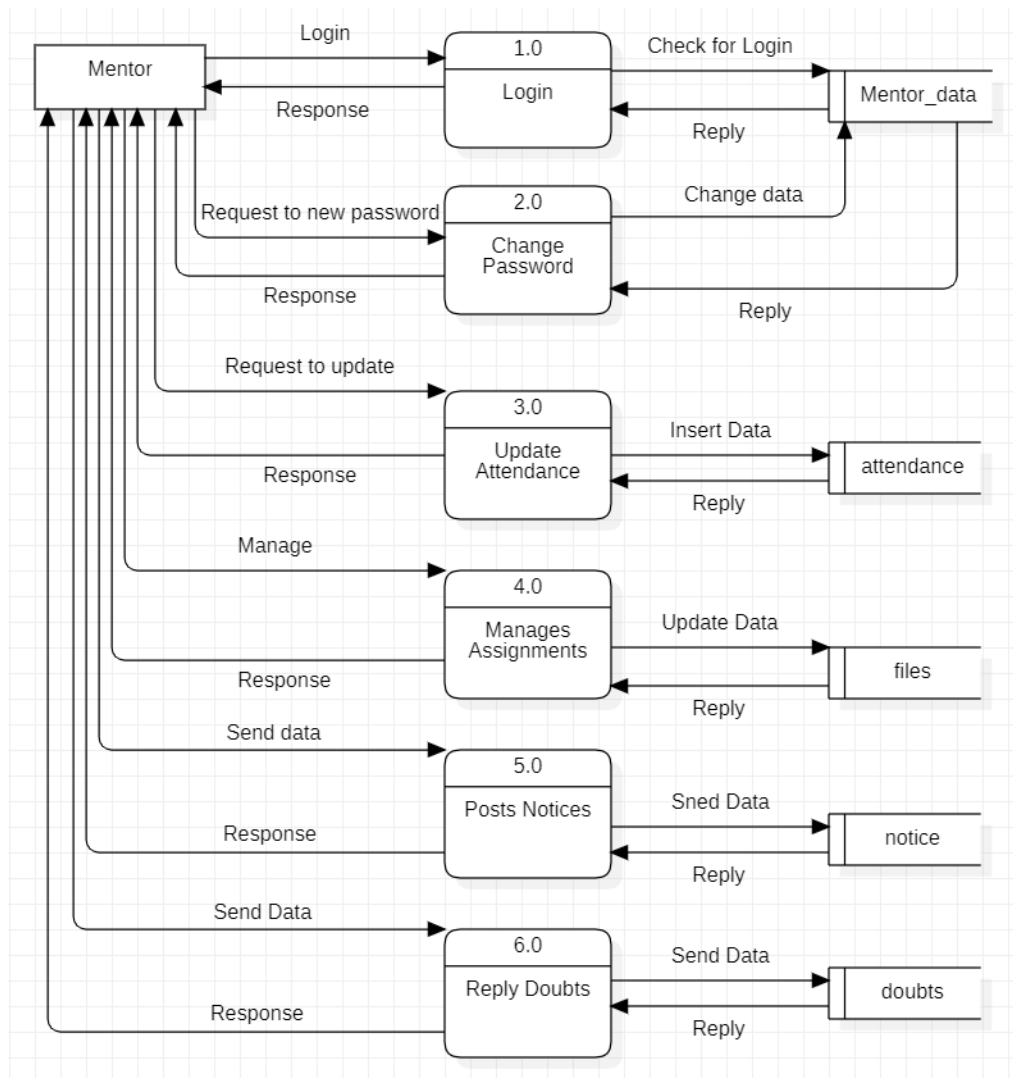 Login
1.0
Check for Login
Mentor
Login
Mentor_data
Response
Reply
2.0
Change data
Request to new password
Change
Password
Response
Reply
Request to update
3.0
Insert Data
Update
Attendance
attendance
Response
Reply
Manage
4.0
Update Data
Manages
Assignments
files
Response
Reply
Send data
5.0
Sned Data
Posts Notices
notice
Response
Reply
Send Data
6.0
Send Data
Reply Doubts
doubts
Response
Reply